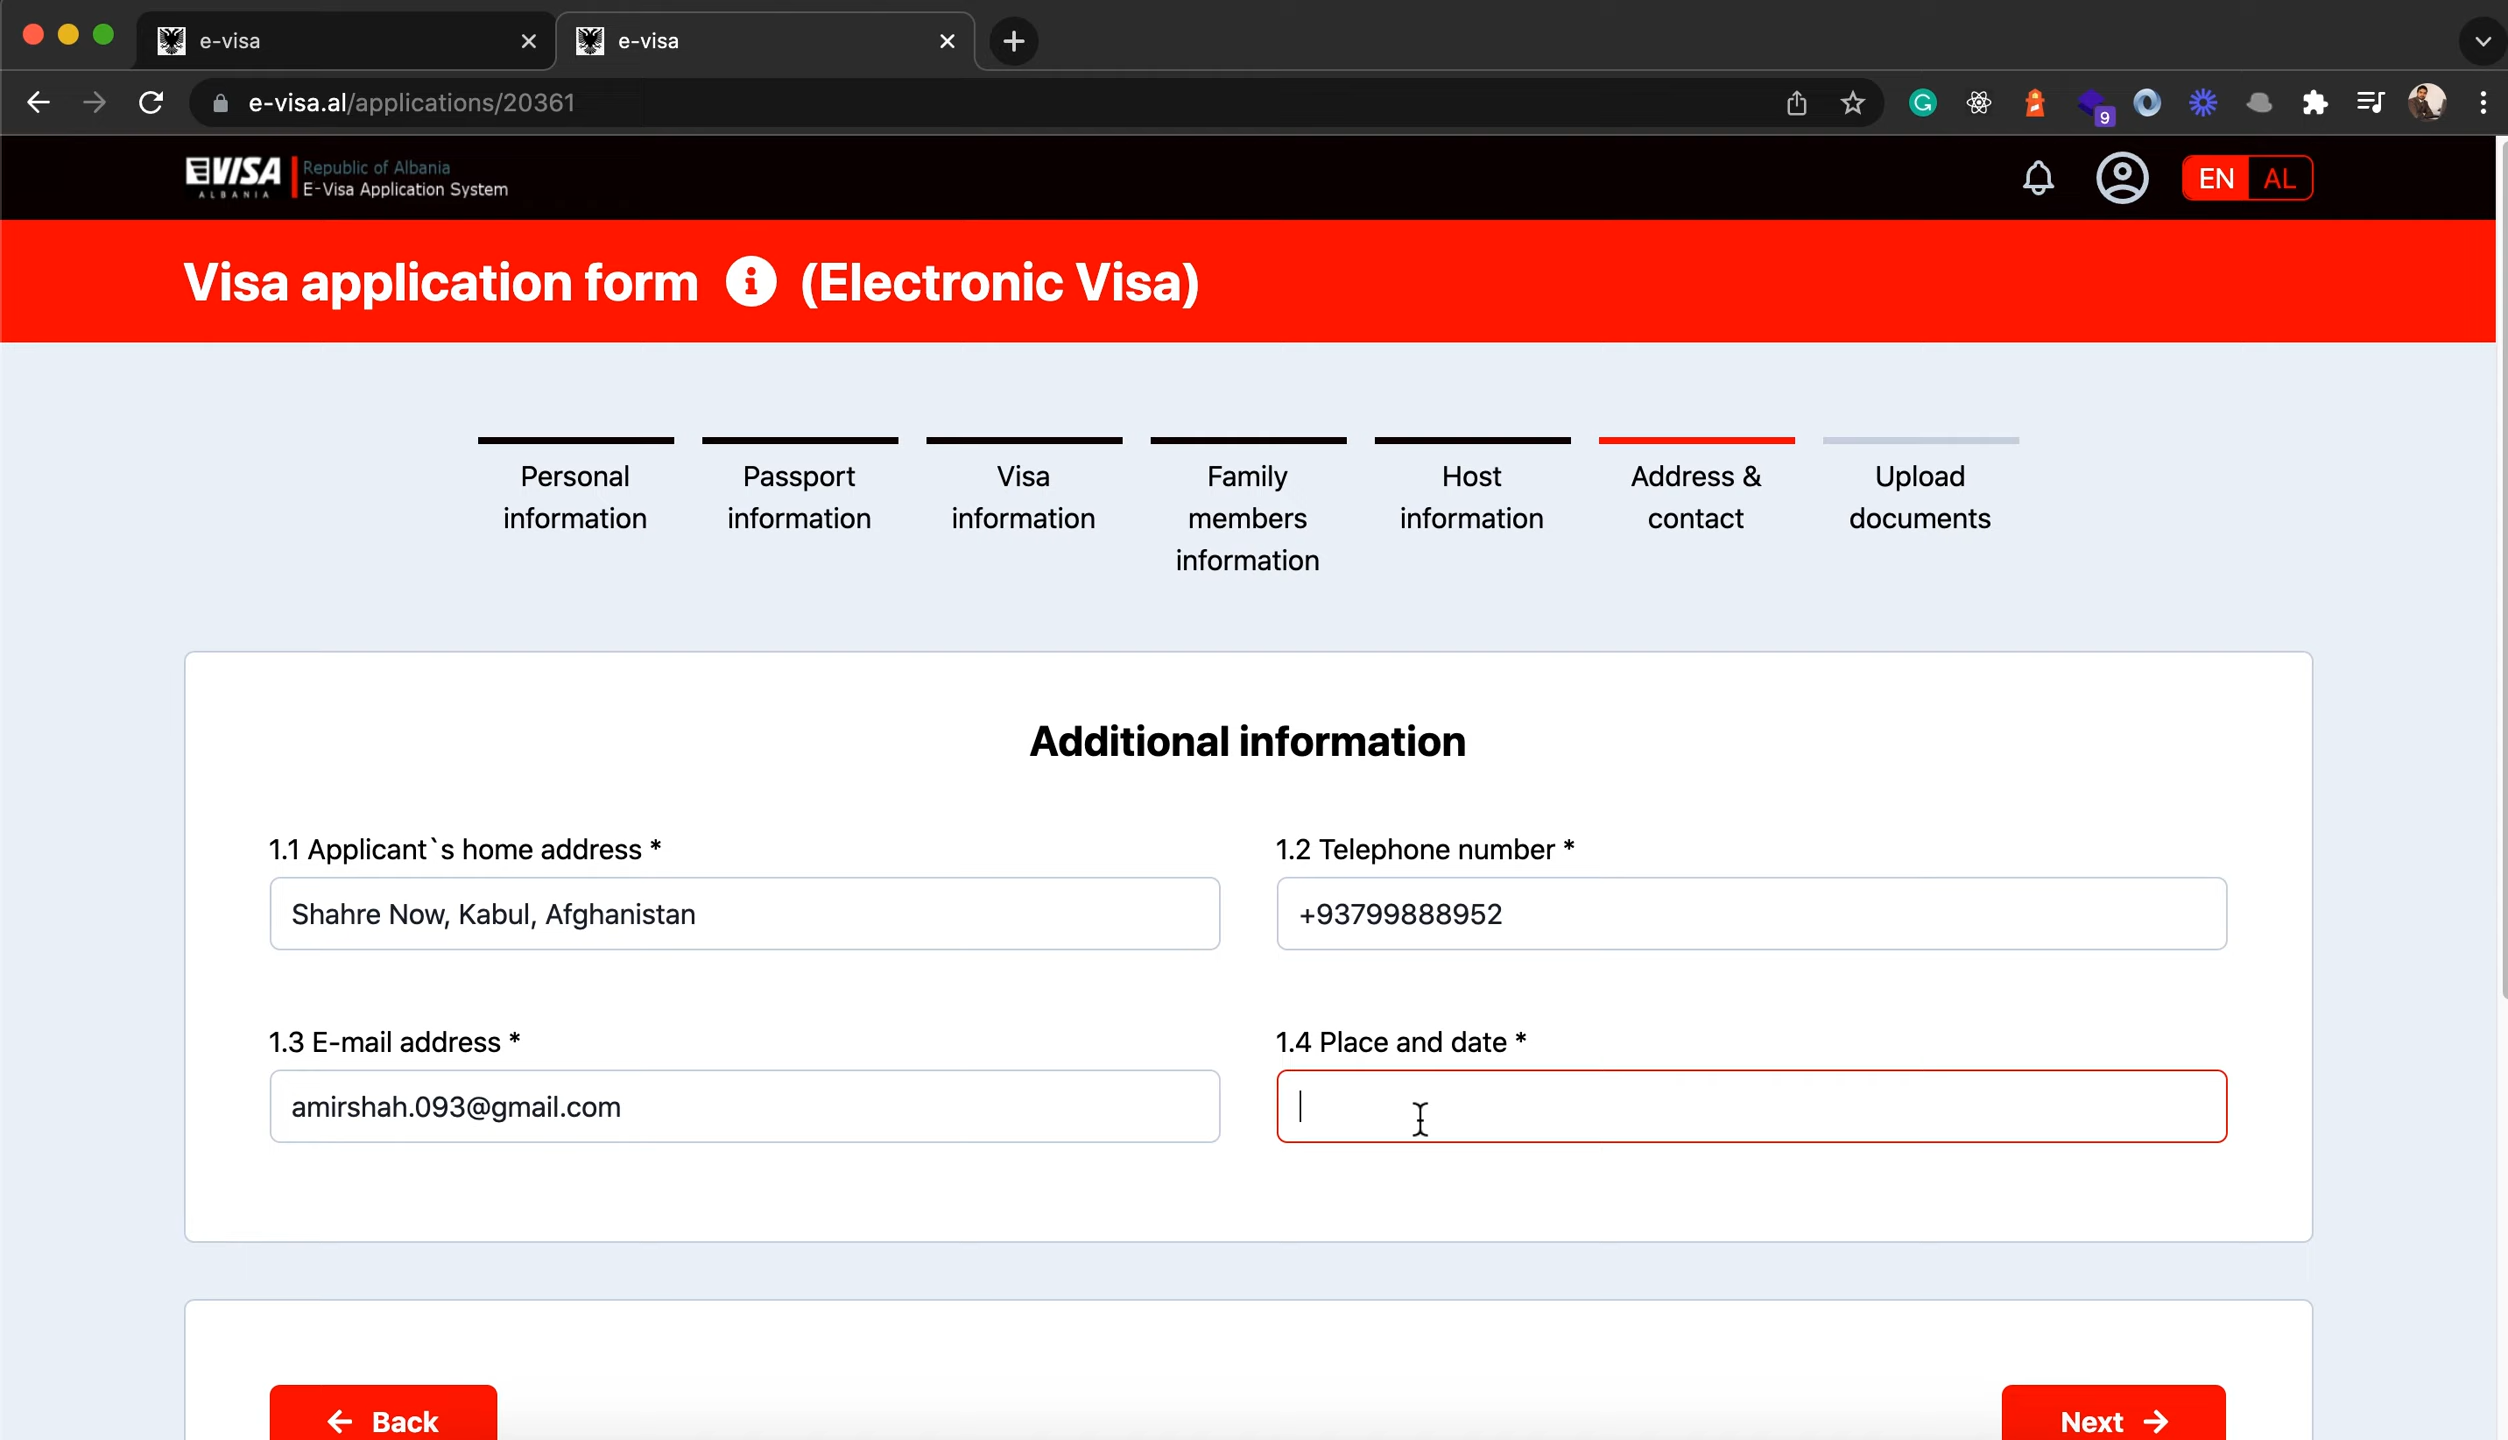 e-visa
e-visa
e-visa.al/applications/20361
9
EVISA
ALBANIA
Republic of Albania
E-Visa Application System
EN AL
Visa application form (Electronic Visa)
Personal information
Passport information
Visa information
Family members information
Host information
Address & contact
Upload documents
Additional information
1.1 Applicant`s home address *
1.2 Telephone number *
Shahre Now, Kabul, Afghanistan
+93799888952
1.3 E-mail address *
1.4 Place and date *
amirshah.093@gmail.com
← Back
Next →